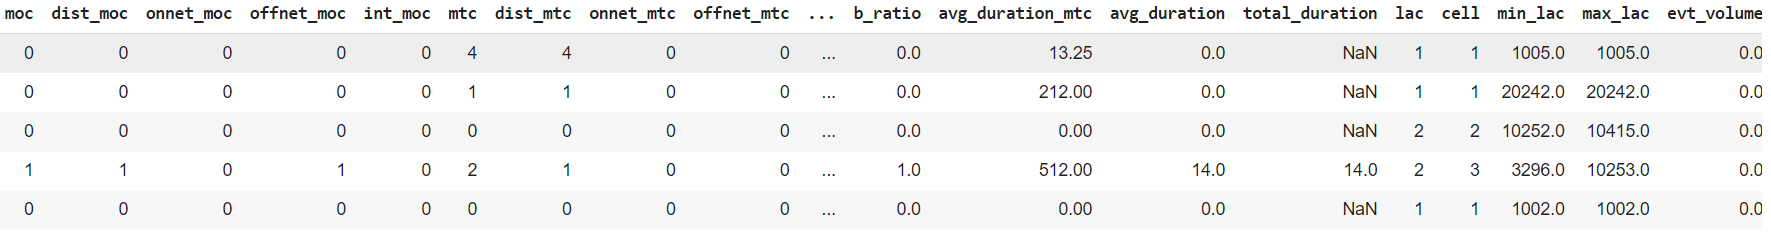 moc dist_moc onnet_moc offnet_moc int_moc mtc dist_mtc onnet_mtc offnet_mtc ... b_ratio avg_duration_mtc avg_duration total_duration lac cell min_lac max_lac evt_volume
0 0 0 0 0 4 4 0 0 ... 0.0 13.25 0.0 NaN 1 1 1005.0 1005.0 0.0
0 0 0 0 0 1 1 0 0 ... 0.0 212.00 0.0 NaN 1 1 20242.0 20242.0 0.0
0 0 0 0 0 0 0 0 0 ... 0.0 0.00 0.0 NaN 2 2 10252.0 10415.0 0.0
1 1 0 1 0 2 1 0 0 ... 1.0 512.00 14.0 14.0 2 3 3296.0 10253.0 0.0
0 0 0 0 0 0 0 0 0 ... 0.0 0.00 0.0 NaN 1 1 1002.0 1002.0 0.0